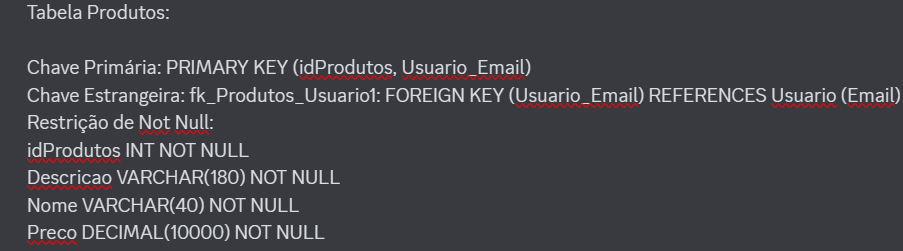 Tabela Produtos:
Chave Primária: PRIMARY KEY (idProdutos, Usuario_Email)
Chave Estrangeira: fk_Produtos_Usuario1: FOREIGN KEY (Usuario_Email) REFERENCES Usuario (Email)
Restrição de Not Null:
idProdutos INT NOT NULL
Descricao VARCHAR(180) NOT NULL
Nome VARCHAR(40) NOT NULL
Preco DECIMAL(10000) NOT NULL